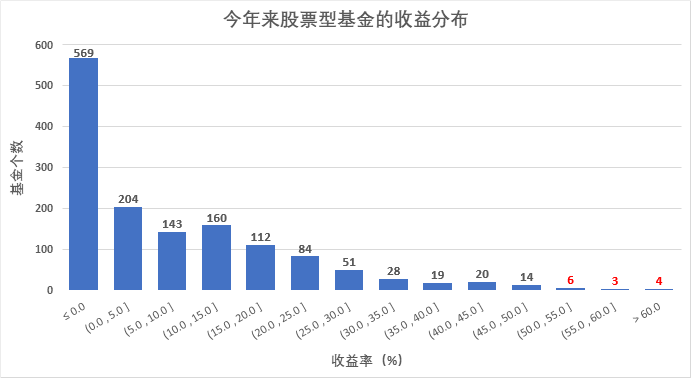 今年来股票型基金的收益分布
600
500
400
300
200
100
0
基金个数
569
204
143
160
112
84
51
28
19
20
14
6
3
4
≤ 0.0
(0.0 , 5.0 ]
(5.0 , 10.0 ]
(10.0 , 15.0 ]
(15.0 , 20.0 ]
(20.0 , 25.0 ]
(25.0 , 30.0 ]
(30.0 , 35.0 ]
(35.0 , 40.0 ]
(40.0 , 45.0 ]
(45.0 , 50.0 ]
(50.0 , 55.0 ]
(55.0 , 60.0 ]
> 60.0
收益率（%）